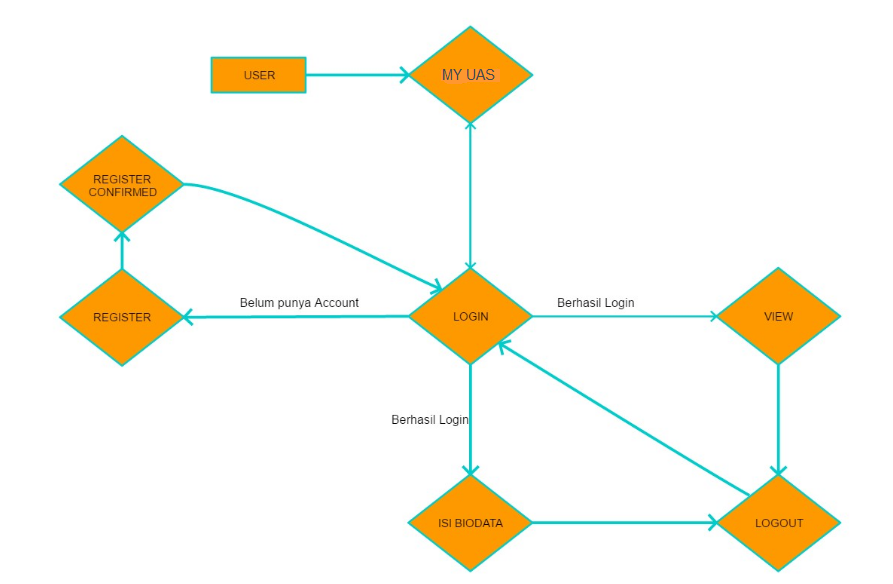 USER
MY UAS
REGISTER
CONFIRMED
Belum punya Account
Berhasil Login
REGISTER
LOGIN
VIEW
Berhasil Login
ISI BIODATA
LOGOUT